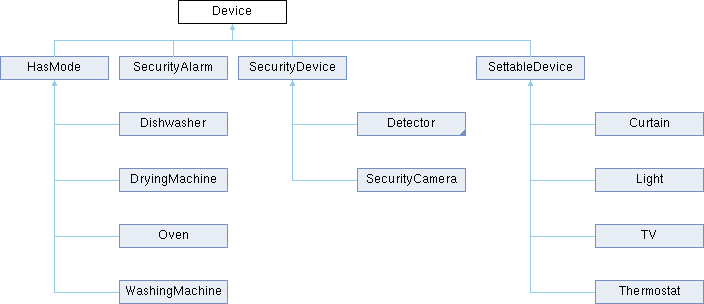 Device
HasMode
SecurityAlarm
SecurityDevice
SettableDevice
Dishwasher
Detector
Curtain
DryingMachine
SecurityCamera
Light
Oven
TV
WashingMachine
Thermostat